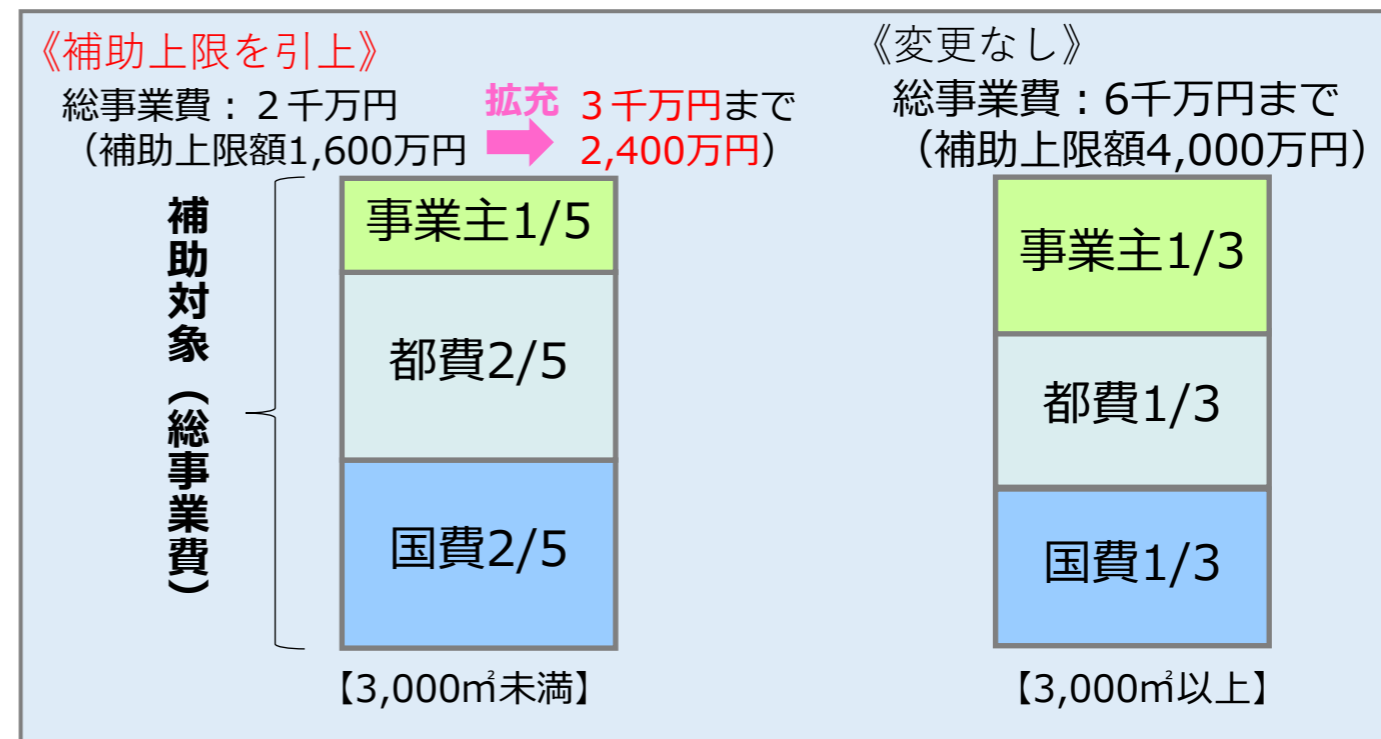 《補助上限を引上》
総事業費：２千万円 拡充 ３千万円まで
（補助上限額1,600万円 2,400万円）
補助対象（総事業費）
事業主1/5
都費2/5
国費2/5
【3,000㎡未満】
《変更なし》
総事業費：6千万円まで
（補助上限額4,000万円）
事業主1/3
都費1/3
国費1/3
【3,000㎡以上】